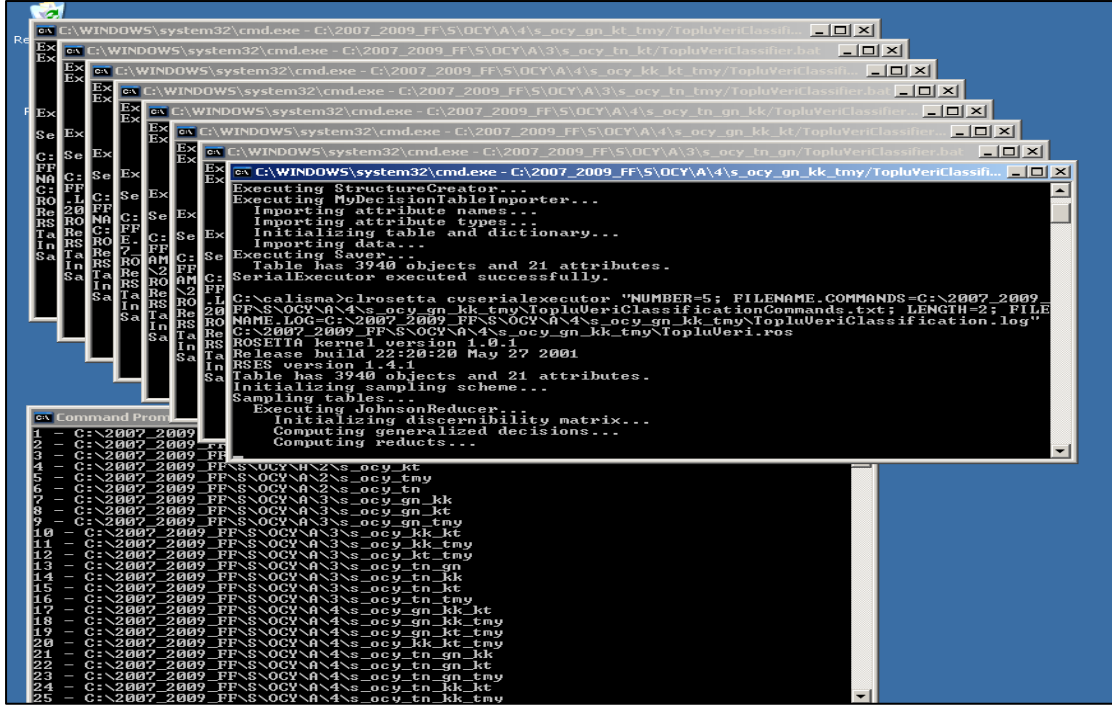 C:\WINDOWS\system32\cmd.exe - C:\2007_2009_FF\S\OCY\A\4\s_ocy_gn_kt_tmy/TopluVeriClassifi...
C:\WINDOWS\system32\cmd.exe - C:\2007_2009_FF\S\OCY\A\3\s_ocy_tn_kt/TopluVeriClassifier.bat
C:\WINDOWS\system32\cmd.exe - C:\2007_2009_FF\S\OCY\A\4\s_ocy_kk_kt_tmy/TopluVeriClassifi...
C:\WINDOWS\system32\cmd.exe - C:\2007_2009_FF\S\OCY\A\3\s_ocy_tn_tmy/TopluVeriClassifier.bat
C:\WINDOWS\system32\cmd.exe - C:\2007_2009_FF\S\OCY\A\4\s_ocy_tn_gn_kk/TopluVeriClassifier...
C:\WINDOWS\system32\cmd.exe - C:\2007_2009_FF\S\OCY\A\4\s_ocy_gn_kk_kt/TopluVeriClassifier...
C:\WINDOWS\system32\cmd.exe - C:\2007_2009_FF\S\OCY\A\3\s_ocy_tn_gn/TopluVeriClassifier.bat
C:\WINDOWS\system32\cmd.exe - C:\2007_2009_FF\S\OCY\A\4\s_ocy_gn_kk_tmy/TopluVeriClassifi...
Executing StructureCreator...
Executing MyDecisionTableImporter...
Importing attribute names...
Importing attribute types...
Initializing table and dictionary...
Importing data...
Executing Saver...
Table has 3940 objects and 21 attributes.
SerialExecutor executed successfully.
C:\calisma>clrosetta cvserialexecutor "NUMBER=5; FILENAME.COMMANDS=C:\2007_2009_
FF\S\OCY\A\4\s_ocy_gn_kk_tmy\TopluVeriClassificationCommands.txt; LENGTH=2; FILE
NAME.LOG=C:\2007_2009_FF\S\OCY\A\4\s_ocy_gn_kk_tmy\TopluVeriClassification.log"
C:\2007_2009_FF\S\OCY\A\4\s_ocy_gn_kk_tmy\TopluVeri.ros
ROSETTA kernel version 1.0.1
Release build 22:20:20 May 27 2001
RSES version 1.4.1
Table has 3940 objects and 21 attributes.
Initializing sampling scheme...
Sampling tables...
Executing JohnsonReducer...
Initializing discernibility matrix...
Computing generalized decisions...
Computing reducts...
Command Prom
1 - C:\2007_2009
2 - C:\2007_2009
3 - C:\2007_2009_FF
4 - C:\2007_2009_FF\S\OCY\A\2\s_ocy_kt
5 - C:\2007_2009_FF\S\OCY\A\2\s_ocy_tmy
6 - C:\2007_2009_FF\S\OCY\A\2\s_ocy_tn
7 - C:\2007_2009_FF\S\OCY\A\3\s_ocy_gn_kk
8 - C:\2007_2009_FF\S\OCY\A\3\s_ocy_gn_kt
9 - C:\2007_2009_FF\S\OCY\A\3\s_ocy_gn_tmy
10 - C:\2007_2009_FF\S\OCY\A\3\s_ocy_kk_kt
11 - C:\2007_2009_FF\S\OCY\A\3\s_ocy_kk_tmy
12 - C:\2007_2009_FF\S\OCY\A\3\s_ocy_kt_tmy
13 - C:\2007_2009_FF\S\OCY\A\3\s_ocy_tn_gn
14 - C:\2007_2009_FF\S\OCY\A\3\s_ocy_tn_kk
15 - C:\2007_2009_FF\S\OCY\A\3\s_ocy_tn_kt
16 - C:\2007_2009_FF\S\OCY\A\3\s_ocy_tn_tmy
17 - C:\2007_2009_FF\S\OCY\A\4\s_ocy_gn_kk_kt
18 - C:\2007_2009_FF\S\OCY\A\4\s_ocy_gn_kk_tmy
19 - C:\2007_2009_FF\S\OCY\A\4\s_ocy_gn_kt_tmy
20 - C:\2007_2009_FF\S\OCY\A\4\s_ocy_kk_kt_tmy
21 - C:\2007_2009_FF\S\OCY\A\4\s_ocy_tn_gn_kk
22 - C:\2007_2009_FF\S\OCY\A\4\s_ocy_tn_gn_kt
23 - C:\2007_2009_FF\S\OCY\A\4\s_ocy_tn_gn_tmy
24 - C:\2007_2009_FF\S\OCY\A\4\s_ocy_tn_kk_kt
25 - C:\2007_2009_FF\S\OCY\A\4\s_ocy_tn_kk_tmy